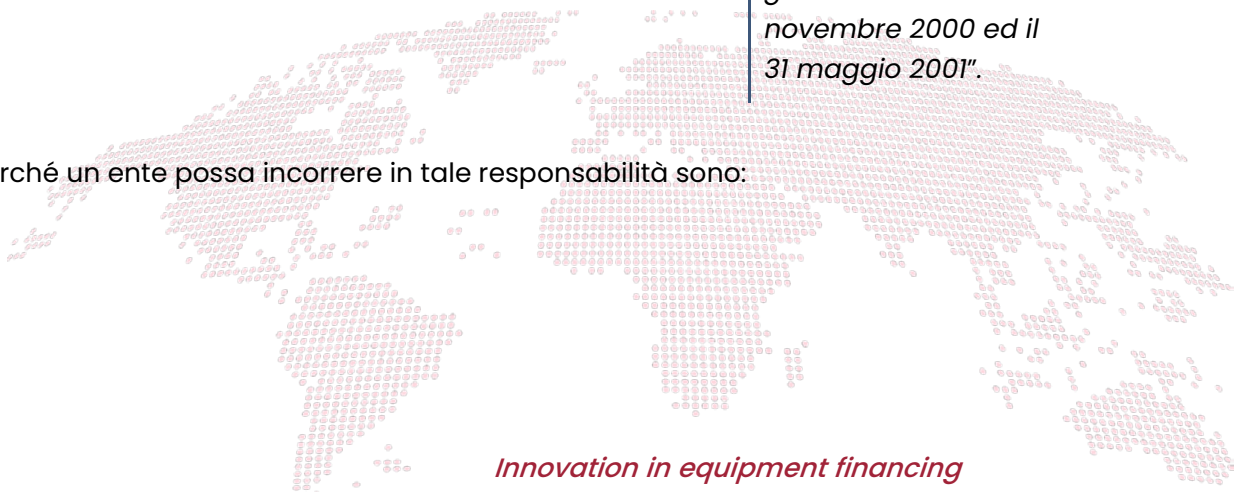 novembre 2000 ed il
31 maggio 2001".
rché un ente possa incorrere in tale responsabilità sono:
Innovation in equipment financing